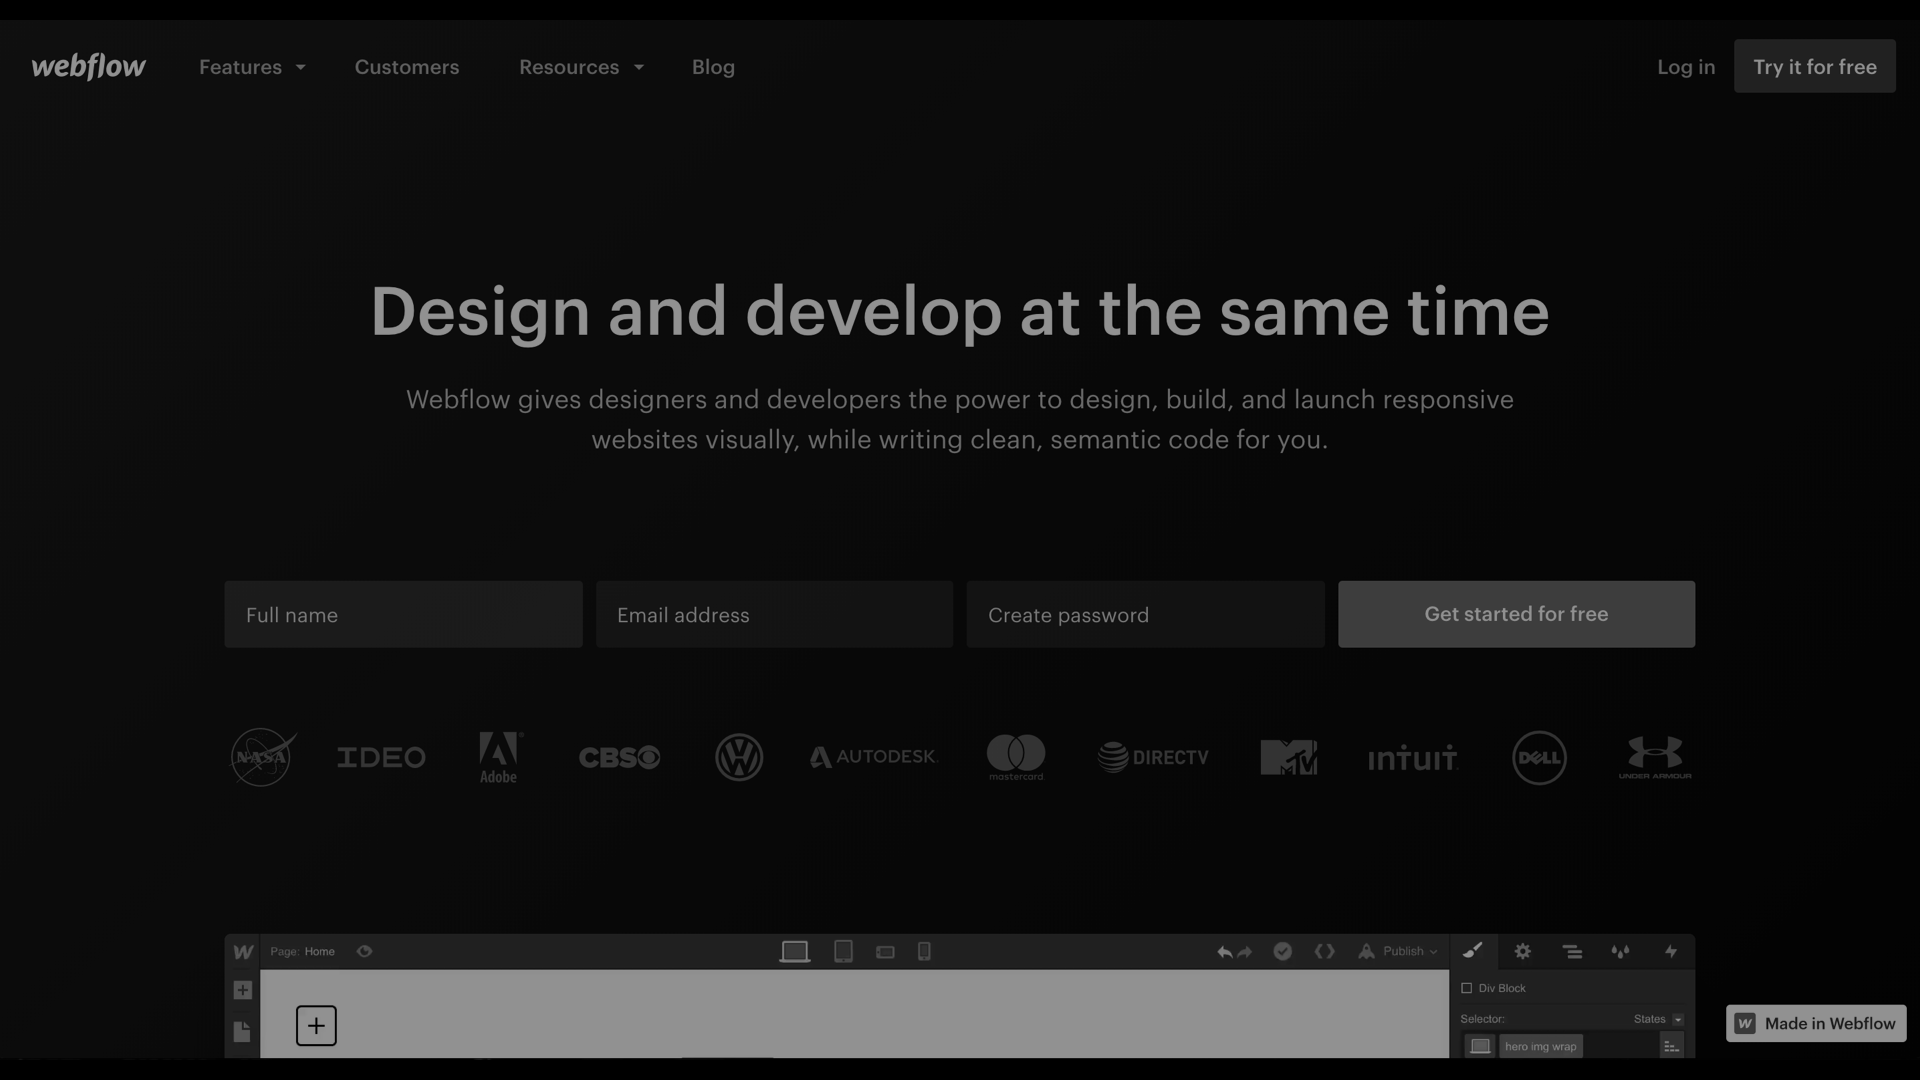 webflow
Features
Customers
Resources
Blog
Log in
Try it for free
Design and develop at the same time
Webflow gives designers and developers the power to design, build, and launch responsive
websites visually, while writing clean, semantic code for you.
Full name
Email address
Create password
Get started for free
NASA
IDEO
Adobe
CBS
AUTODESK.
mastercard.
DIRECTV
MTV
intuit.
DELL
UNDER ARMOUR
W
Page: Home
Publish
Div Block
Selector:
States
hero img wrap
W Made in Webflow